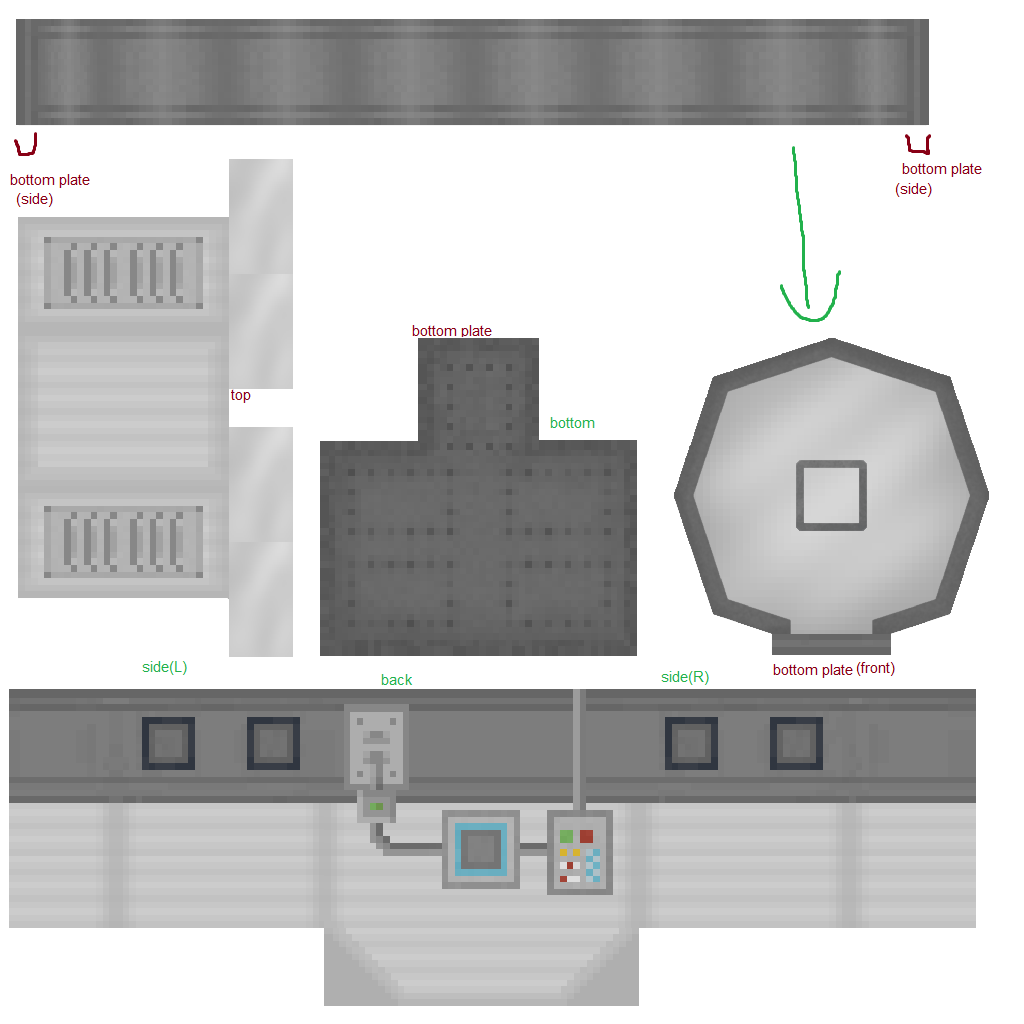 bottom plate
(side)
bottom plate
(side)
bottom plate
top
bottom
bottom plate (front)
side(L)
back
side(R)